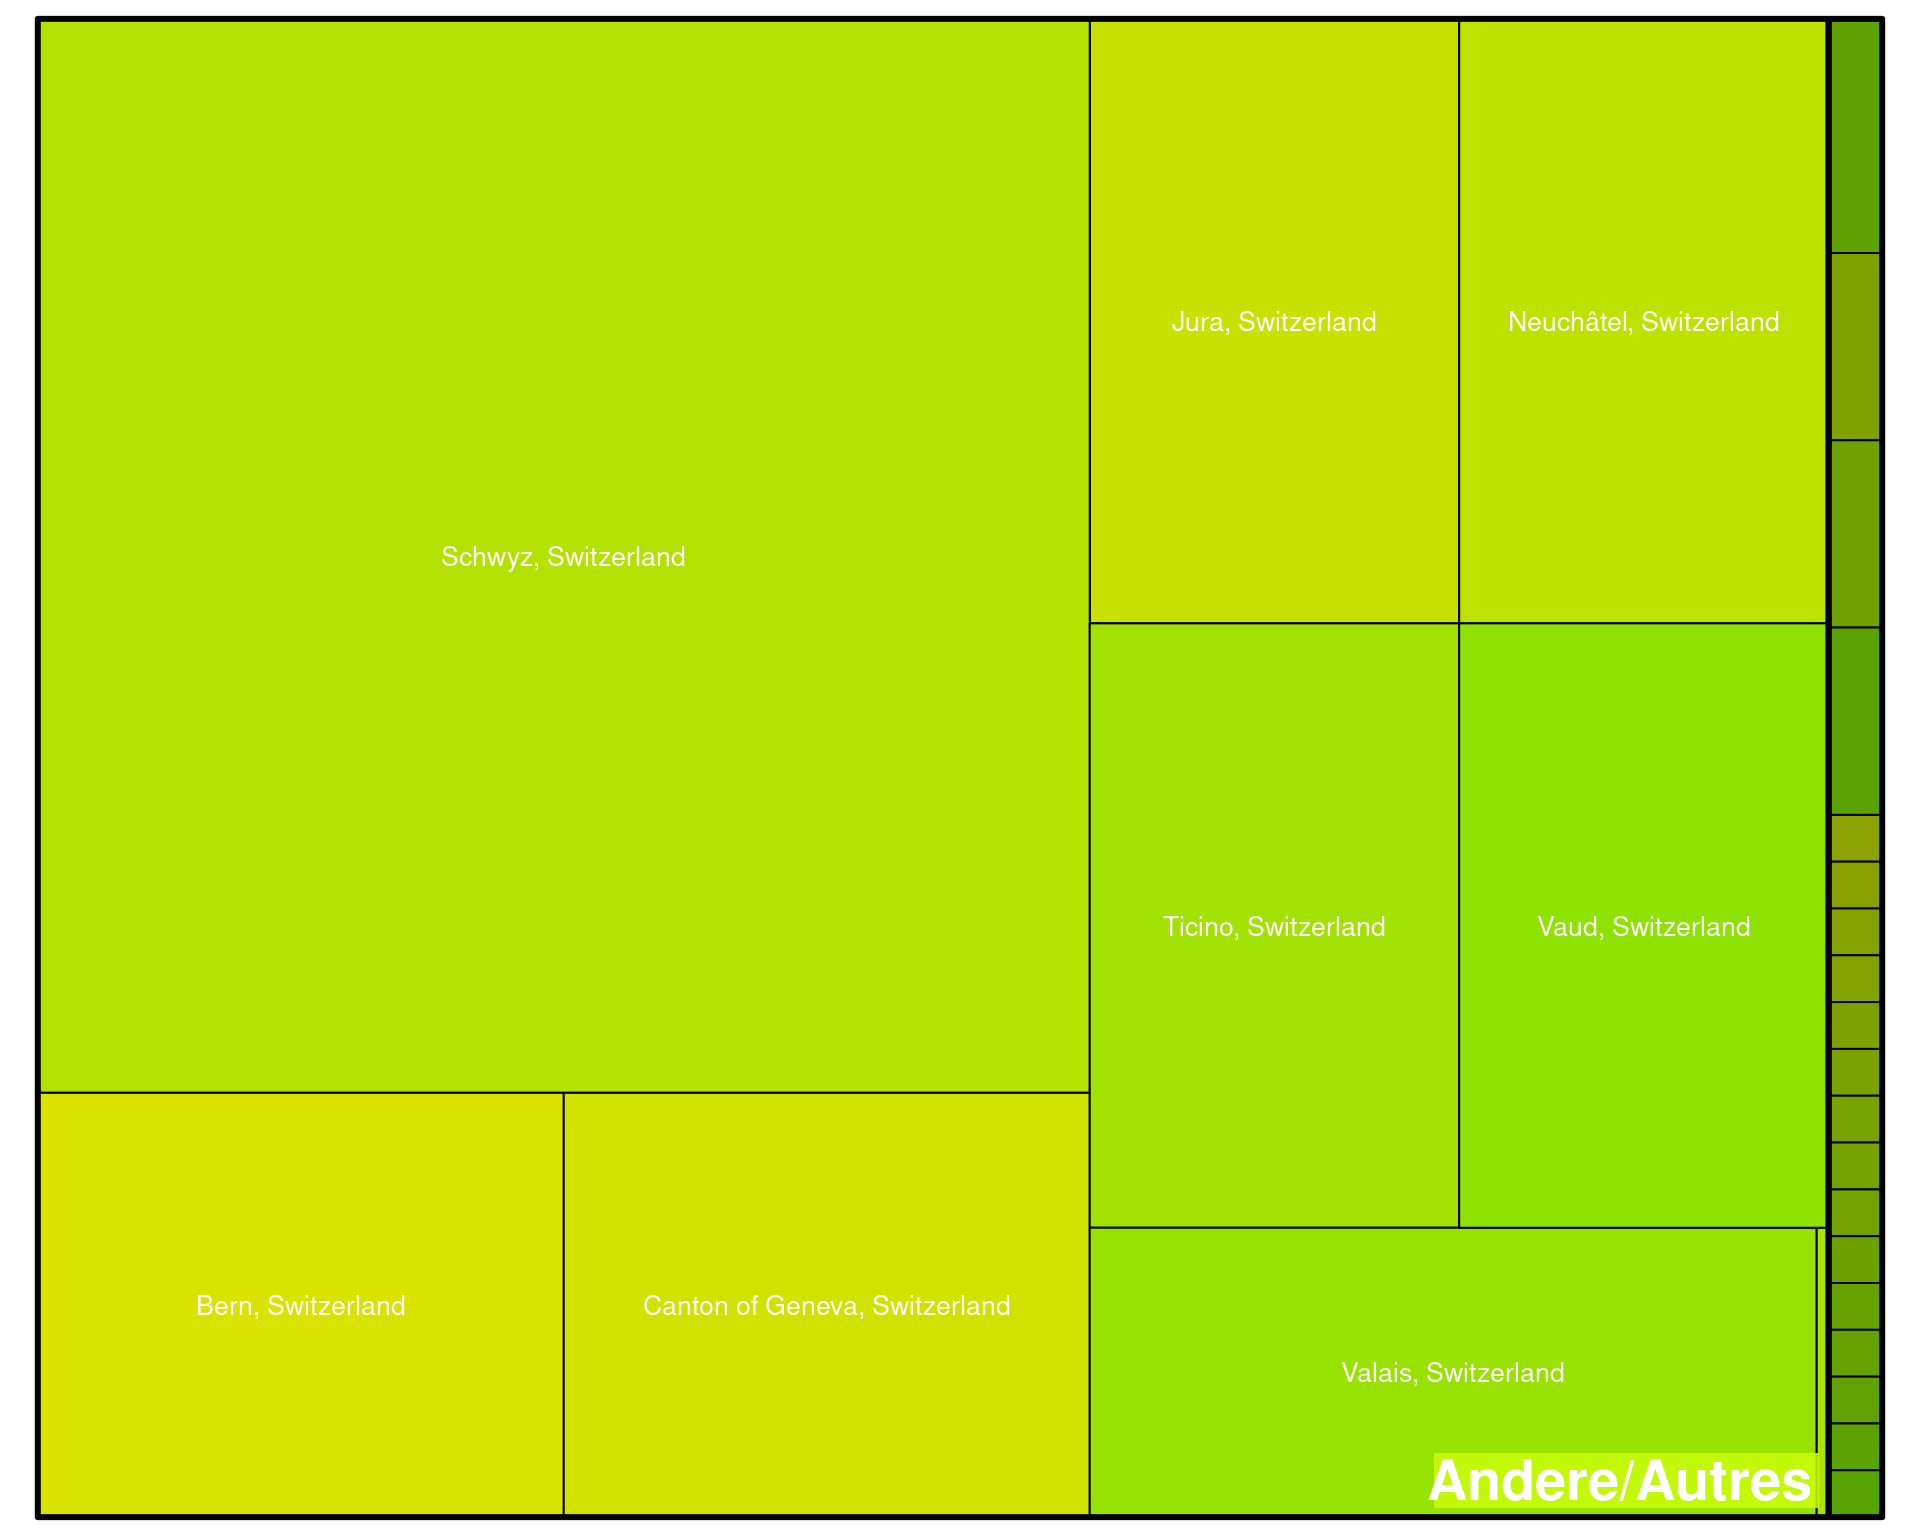 Schwyz, Switzerland
Jura, Switzerland
Neuchâtel, Switzerland
Ticino, Switzerland
Vaud, Switzerland
Bern, Switzerland
Canton of Geneva, Switzerland
Valais, Switzerland
Andere/Autres